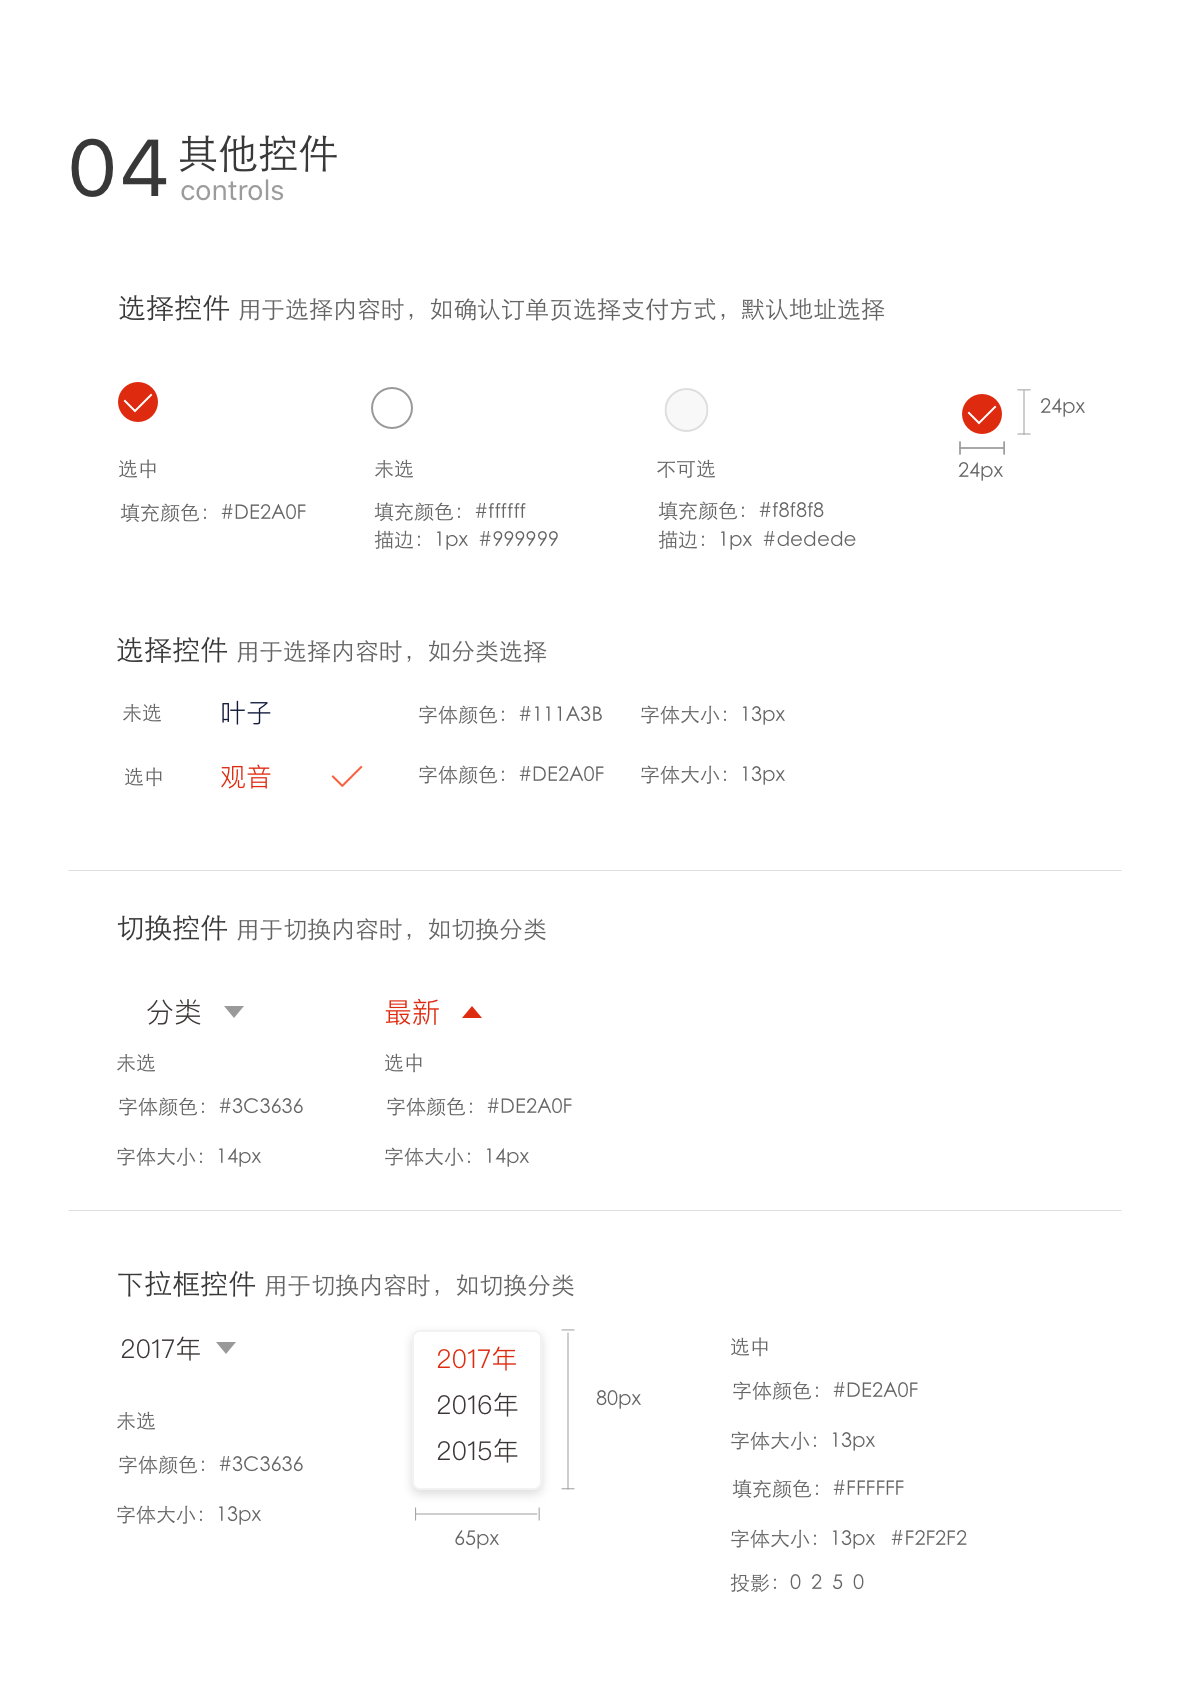 04 其他控件
controls
选择控件 用于选择内容时，如确认订单页选择支付方式，默认地址选择
24px
24px
选中
未选
不可选
填充颜色：#DE2A0F
填充颜色：#ffffff
填充颜色：#f8f8f8
描边：1px #999999
描边：1px #dedede
选择控件 用于选择内容时，如分类选择
未选 叶子 字体颜色：#111A3B 字体大小：13px
选中 观音 字体颜色：#DE2A0F 字体大小：13px
切换控件 用于切换内容时，如切换分类
分类 最新
未选 选中
字体颜色：#3C3636 字体颜色：#DE2A0F
字体大小：14px 字体大小：14px
下拉框控件 用于切换内容时，如切换分类
2017年
未选
字体颜色：#3C3636
字体大小：13px
2017年
2016年
2015年
80px
65px
选中
字体颜色：#DE2A0F
字体大小：13px
填充颜色：#FFFFFF
字体大小：13px #F2F2F2
投影：0 2 5 0